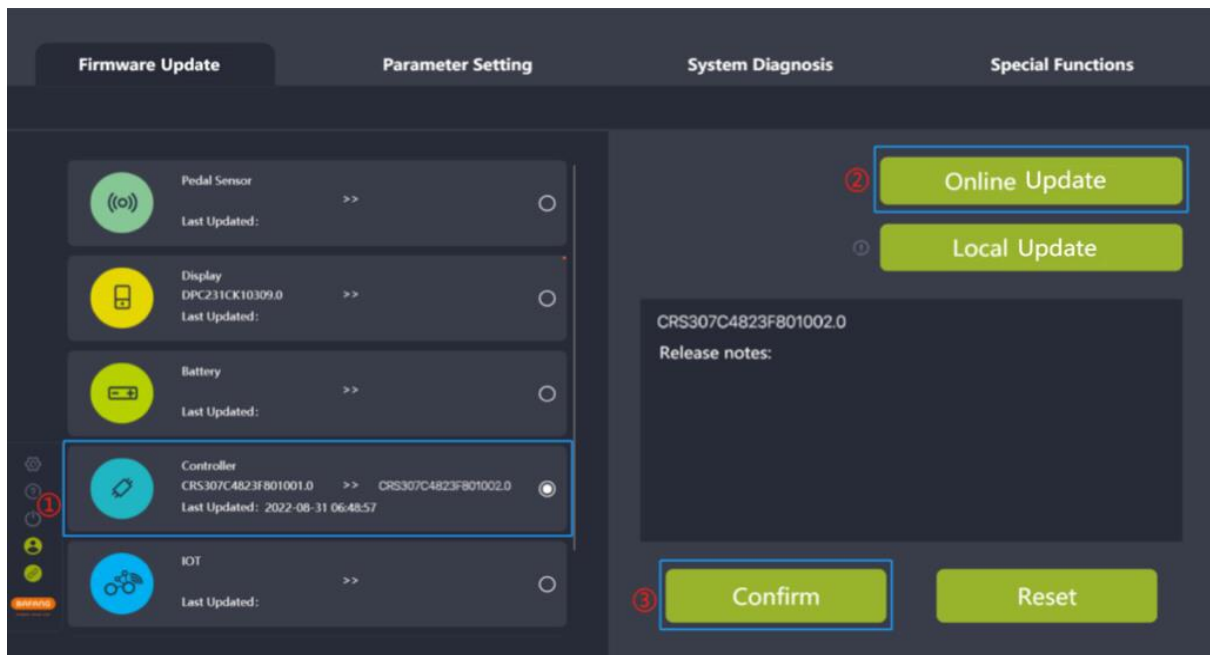 Firmware Update
Parameter Setting
System Diagnosis
Special Functions
Pedal Sensor
>>
Last Updated:
Display
DPC231CK10309.0 >>
Last Updated:
Battery
>>
Last Updated:
①
Controller
CRS307C4823F801001.0 >> CRS307C4823F801002.0
Last Updated: 2022-08-31 06:48:57
IOT
>>
Last Updated:
BAFANG
② Online Update
Local Update
CRS307C4823F801002.0
Release notes:
③ Confirm
Reset